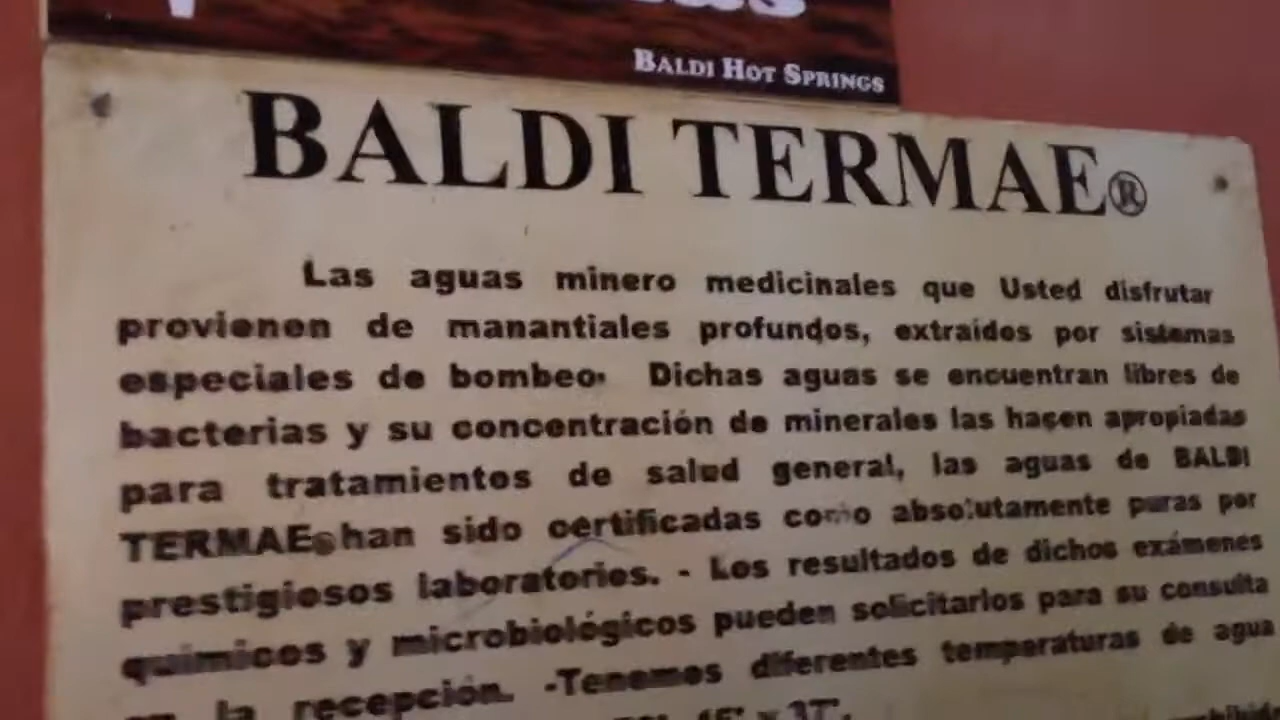 BALDI HOT SPRINGS
BALDI TERMAE®
Las aguas minero medicinales que Usted disfrutar
provienen de manantiales profundos, extraídos por sistemas
especiales de bombeo. Dichas aguas se encuentran libres de
bacterias y su concentración de minerales las hacen apropiadas
para tratamientos de salud general, las aguas de BALDI
TERMAE® han sido certificadas como absolutamente puras por
prestigiosos laboratorios. - Los resultados de dichos exámenes
químicos y microbiológicos pueden solicitarlos para su consulta
en la recepción. -Tenemos diferentes temperaturas de agua
37°.